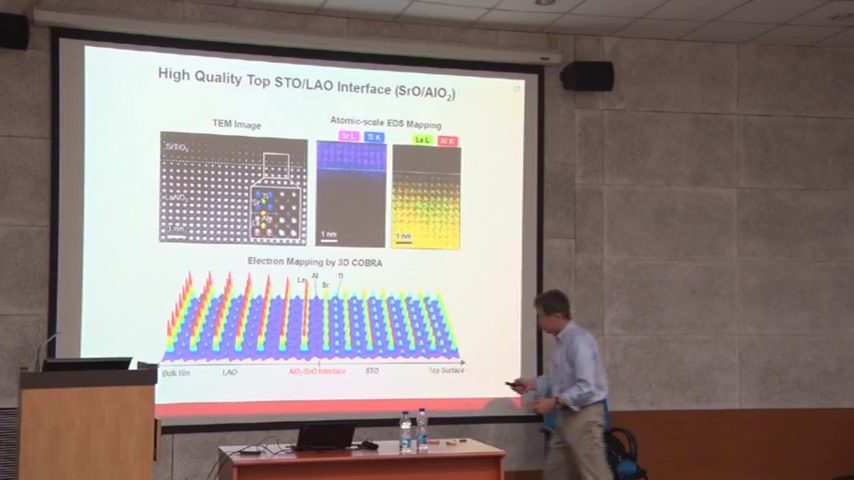 High Quality Top STO/LAO Interface (SrO/AlO₂)
TEM Image
Atomic-scale EDS Mapping
Sr L
Ti K
La L
Al K
SrTiO₃
LaAlO₃
1 nm
1 nm
1 nm
Electron Mapping by 3D COBRA
La
Al
Sr
Ti
Bulk film
LAO
AlO₂/SrO Interface
STO
Top Surface